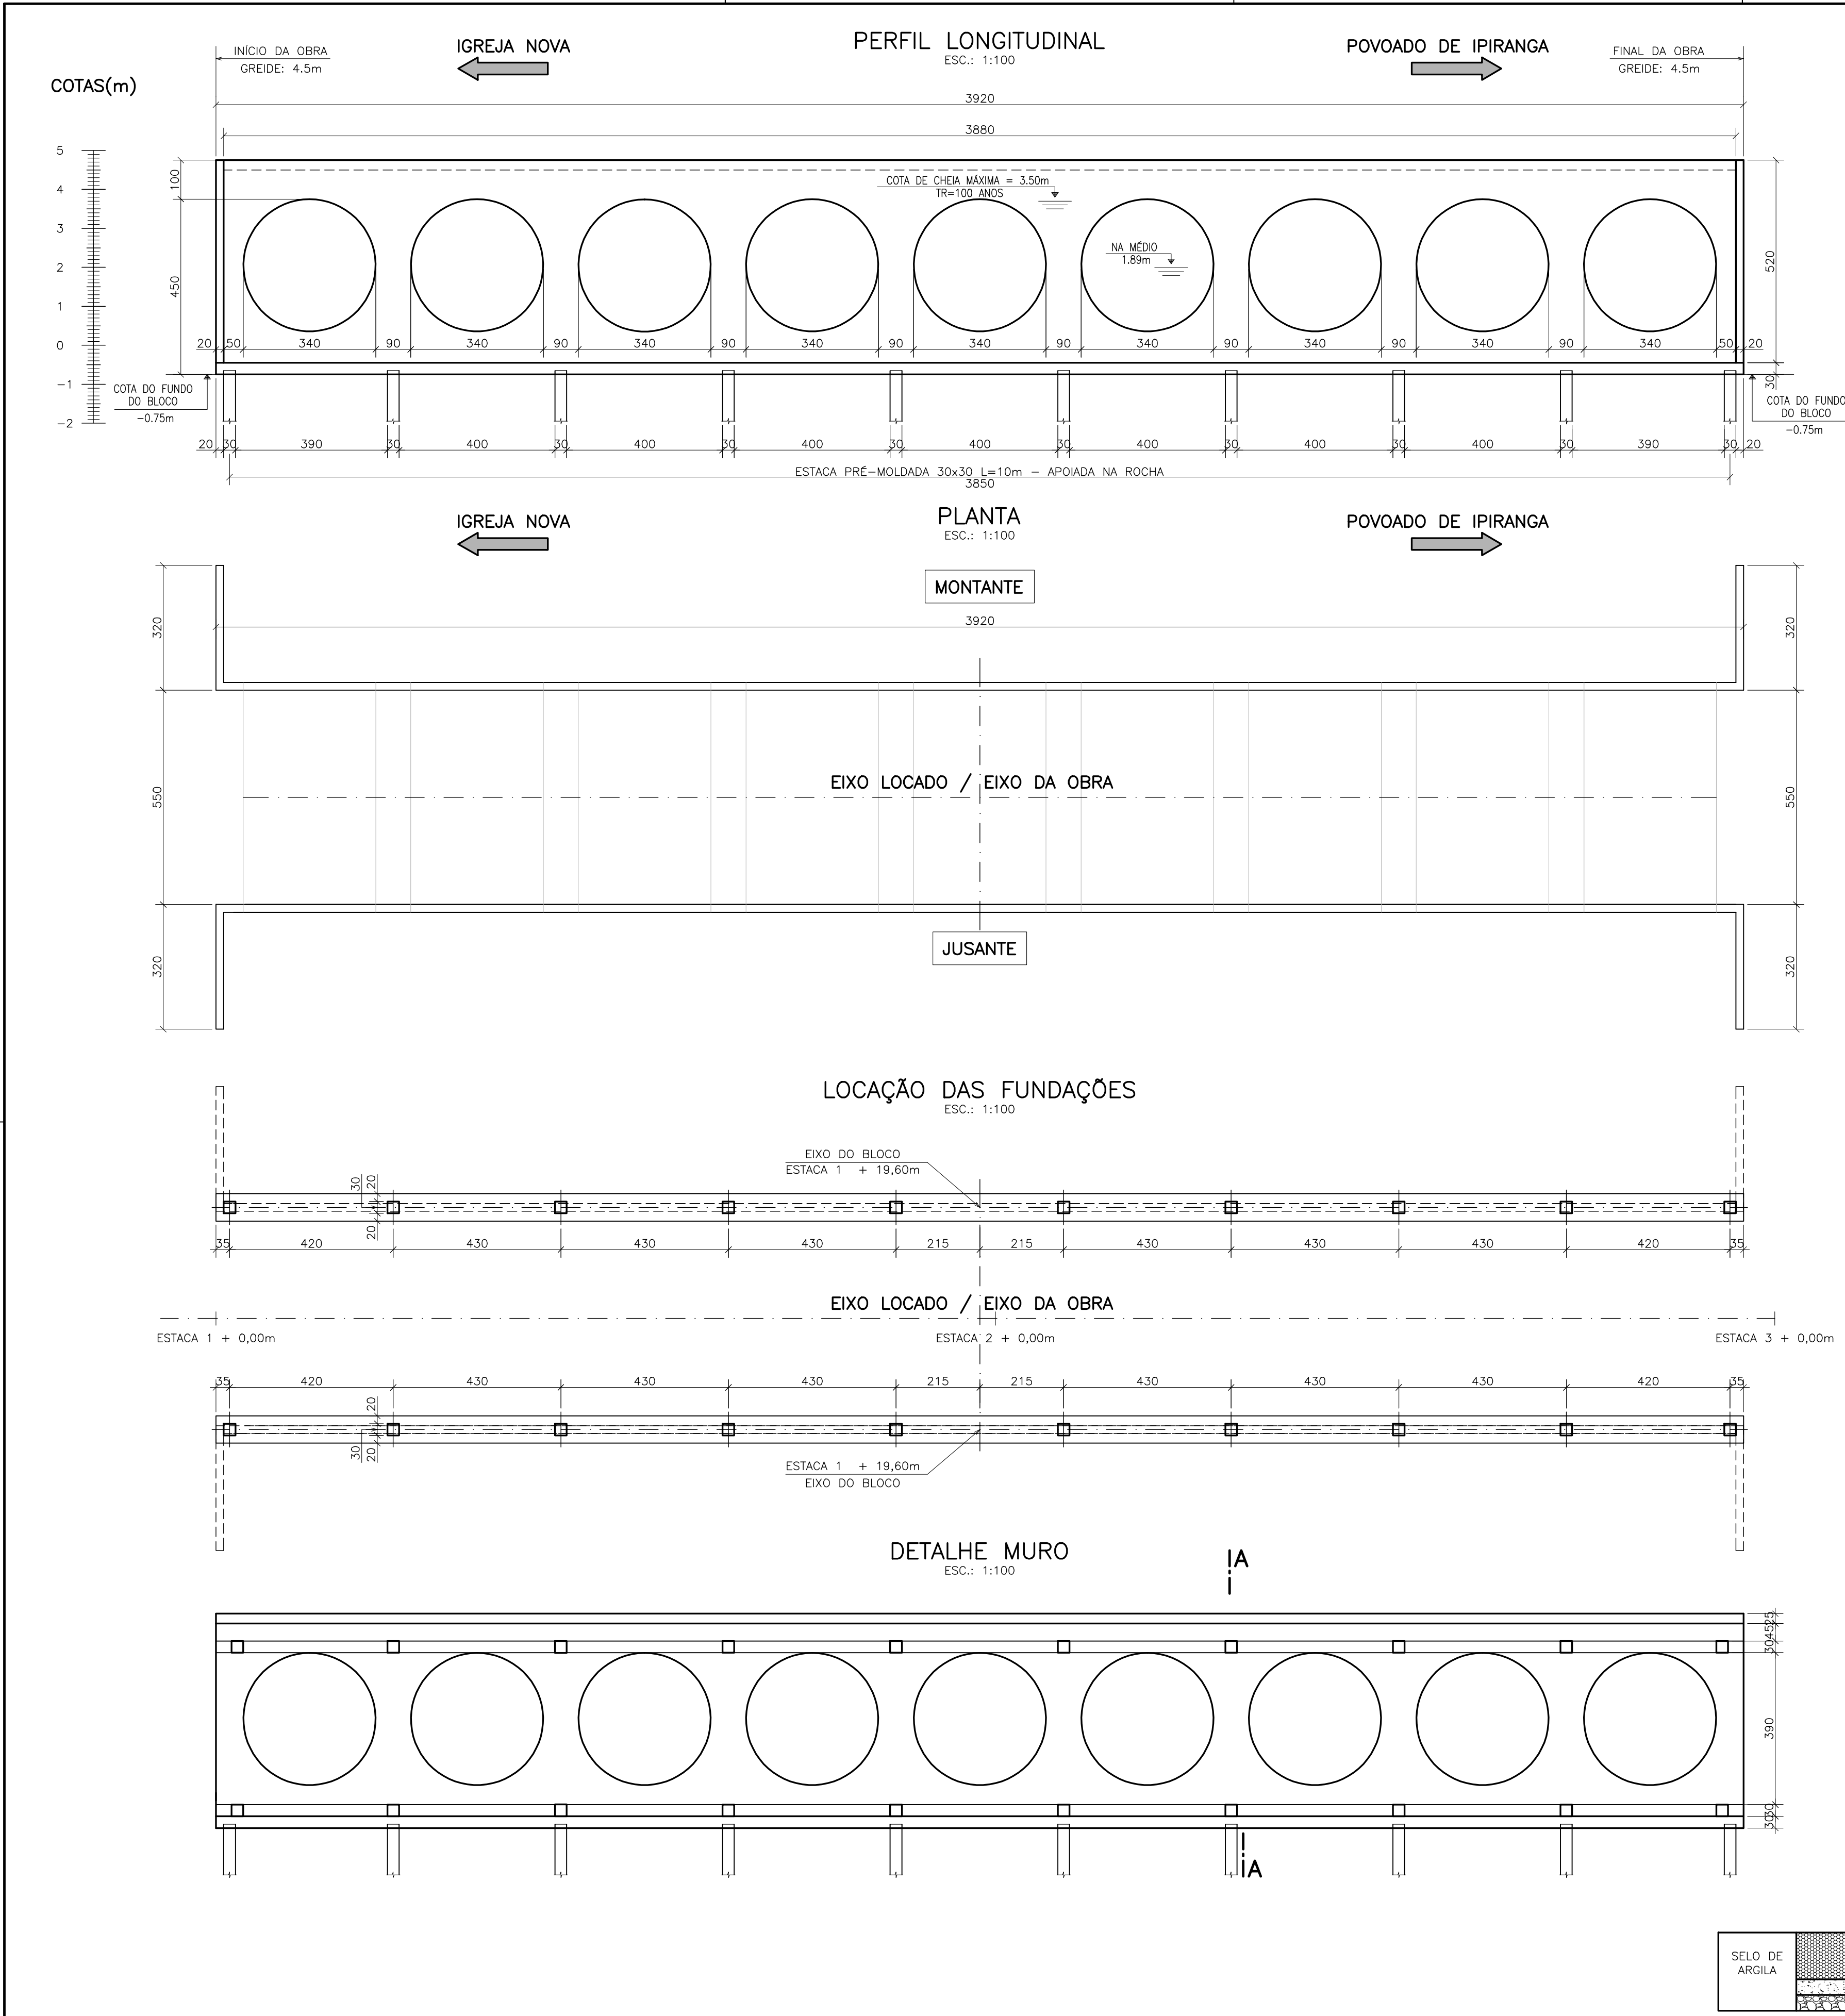 PERFIL LONGITUDINAL
ESC.: 1:100
INÍCIO DA OBRA
GREIDE: 4.5m
IGREJA NOVA
POVOADO DE IPIRANGA
FINAL DA OBRA
GREIDE: 4.5m
COTAS(m)
3920
3880
5
4
3
2
1
0
-1
-2
100
450
COTA DE CHEIA MÁXIMA = 3.50m
TR=100 ANOS
NA MÉDIO
1.89m
520
30
20 50 340 90 340 90 340 90 340 90 340 90 340 90 340 90 340 90 340 50 20
COTA DO FUNDO
DO BLOCO
-0.75m
COTA DO FUNDO
DO BLOCO
-0.75m
20 30 390 30 400 30 400 30 400 30 400 30 400 30 400 30 400 30 390 30 20
ESTACA PRÉ-MOLDADA 30x30 L=10m - APOIADA NA ROCHA
3850
PLANTA
ESC.: 1:100
IGREJA NOVA
POVOADO DE IPIRANGA
MONTANTE
3920
320
320
550
EIXO LOCADO / EIXO DA OBRA
550
JUSANTE
320
320
LOCAÇÃO DAS FUNDAÇÕES
ESC.: 1:100
EIXO DO BLOCO
ESTACA 1 + 19,60m
30
20
20
35 420 430 430 430 215 215 430 430 430 420 35
EIXO LOCADO / EIXO DA OBRA
ESTACA 1 + 0,00m
ESTACA 2 + 0,00m
ESTACA 3 + 0,00m
35 420 430 430 430 215 215 430 430 430 420 35
20
30
20
ESTACA 1 + 19,60m
EIXO DO BLOCO
DETALHE MURO
ESC.: 1:100
A
25
45
30
390
30
30
A
SELO DE
ARGILA